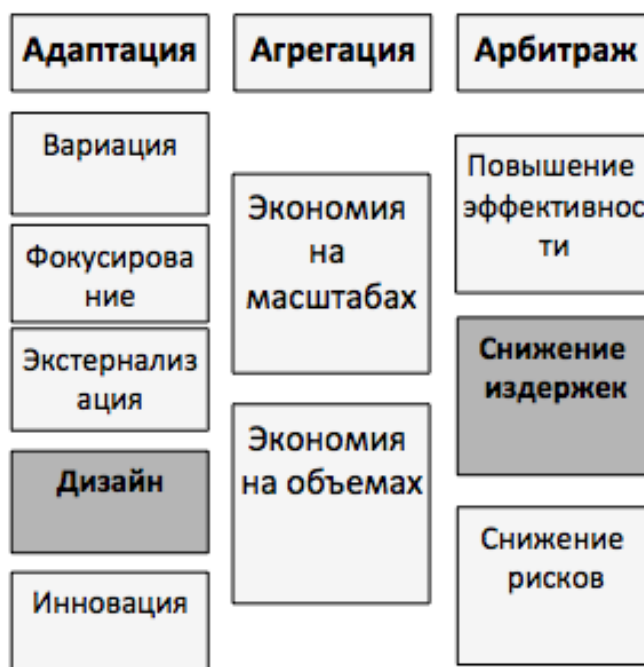 Адаптация
Агрегация
Арбитраж
Вариация
Фокусирова
ние
Экстернализ
ация
Дизайн
Инновация
Экономия
на
масштабах
Экономия
на объемах
Повышение
эффективнос
ти
Снижение
издержек
Снижение
рисков